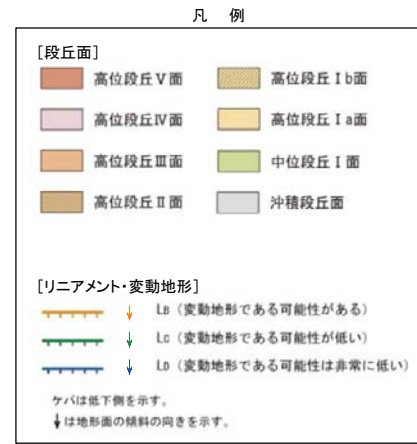 凡 例
[段丘面]
高位段丘Ⅴ面
高位段丘Ⅰb面
高位段丘Ⅳ面
高位段丘Ⅰa面
高位段丘Ⅲ面
中位段丘Ⅰ面
高位段丘Ⅱ面
沖積段丘面
[リニアメント・変動地形]
LB（変動地形である可能性がある）
LC（変動地形である可能性が低い）
LD（変動地形である可能性は非常に低い）
ケバは低下側を示す。
↓は地形面の傾斜の向きを示す。